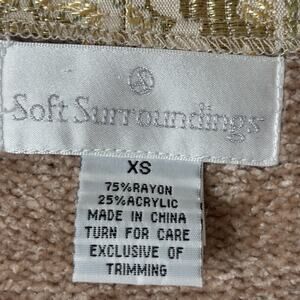 Soft Surroundings
XS
75% RAYON
25% ACRYLIC
MADE IN CHINA
TURN FOR CARE
EXCLUSIVE OF
TRIMMING